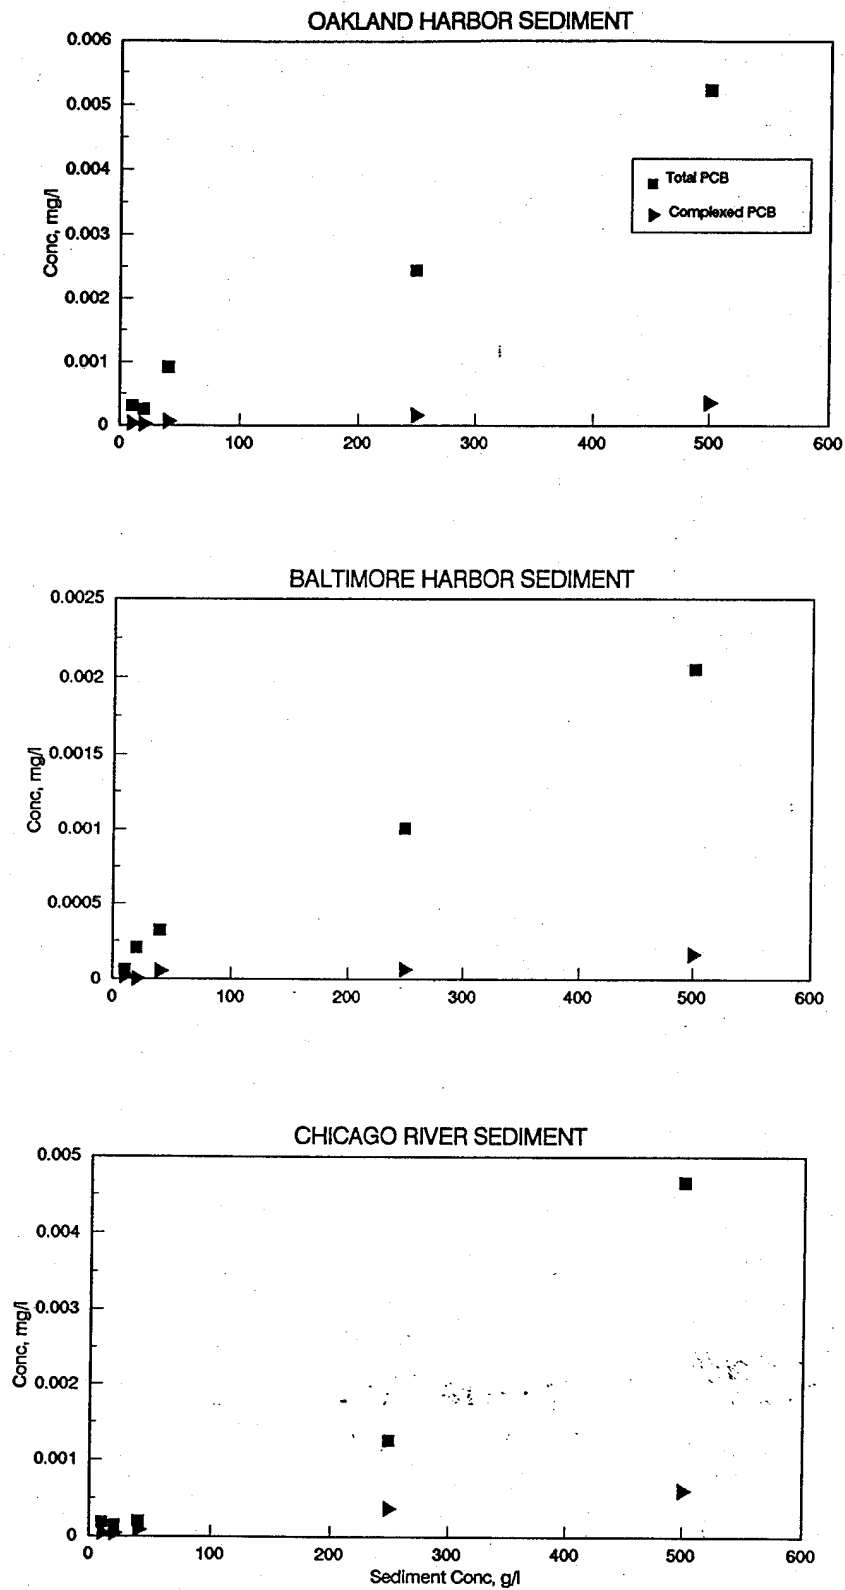 OAKLAND HARBOR SEDIMENT
0.006
0.005
0.004
0.003
0.002
0.001
0
Conc, mg/l
Total PCB
Complexed PCB
0 100 200 300 400 500 600
BALTIMORE HARBOR SEDIMENT
0.0025
0.002
0.0015
0.001
0.0005
0
Conc, mg/l
0 100 200 300 400 500 600
CHICAGO RIVER SEDIMENT
0.005
0.004
0.003
0.002
0.001
0
Conc, mg/l
0 100 200 300 400 500 600
Sediment Conc, g/l